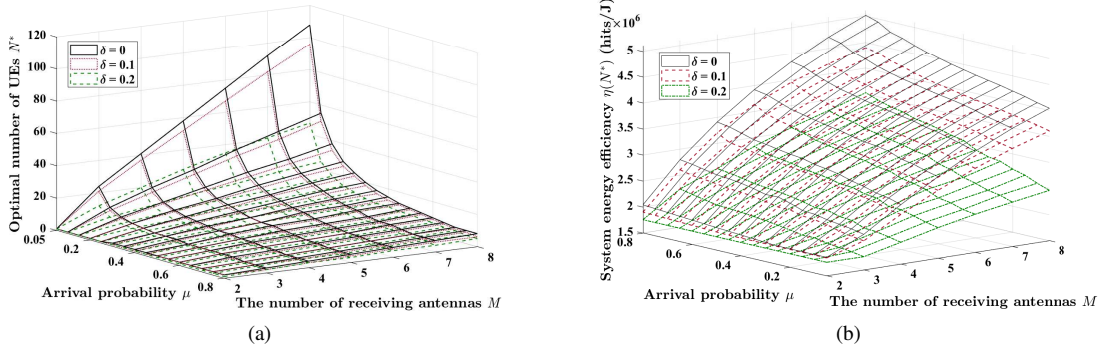 Optimal number of UEs N*
120
100
80
60
40
20
0
δ = 0
δ = 0.1
δ = 0.2
0.05
0.2
0.4
0.6
0.8
Arrival probability μ
2
3
4
5
6
7
8
The number of receiving antennas M
(a)
System energy efficiency η(N*) (bits/J)
×10⁶
5
4.5
4
3.5
3
2.5
2
1.5
δ = 0
δ = 0.1
δ = 0.2
0.8
0.6
0.4
0.2
Arrival probability μ
2
3
4
5
6
7
8
The number of receiving antennas M
(b)